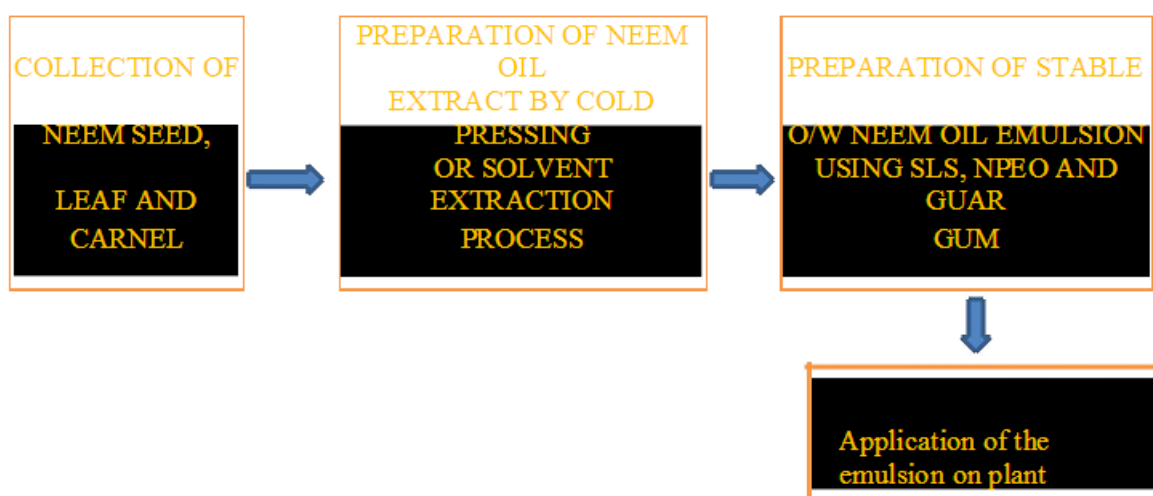 COLLECTION OF
NEEM SEED,
LEAF AND
CARNEL
PREPARATION OF NEEM
OIL
EXTRACT BY COLD
PRESSING
OR SOLVENT
EXTRACTION
PROCESS
PREPARATION OF STABLE
O/W NEEM OIL EMULSION
USING SLS, NPEO AND
GUAR
GUM
Application of the
emulsion on plant